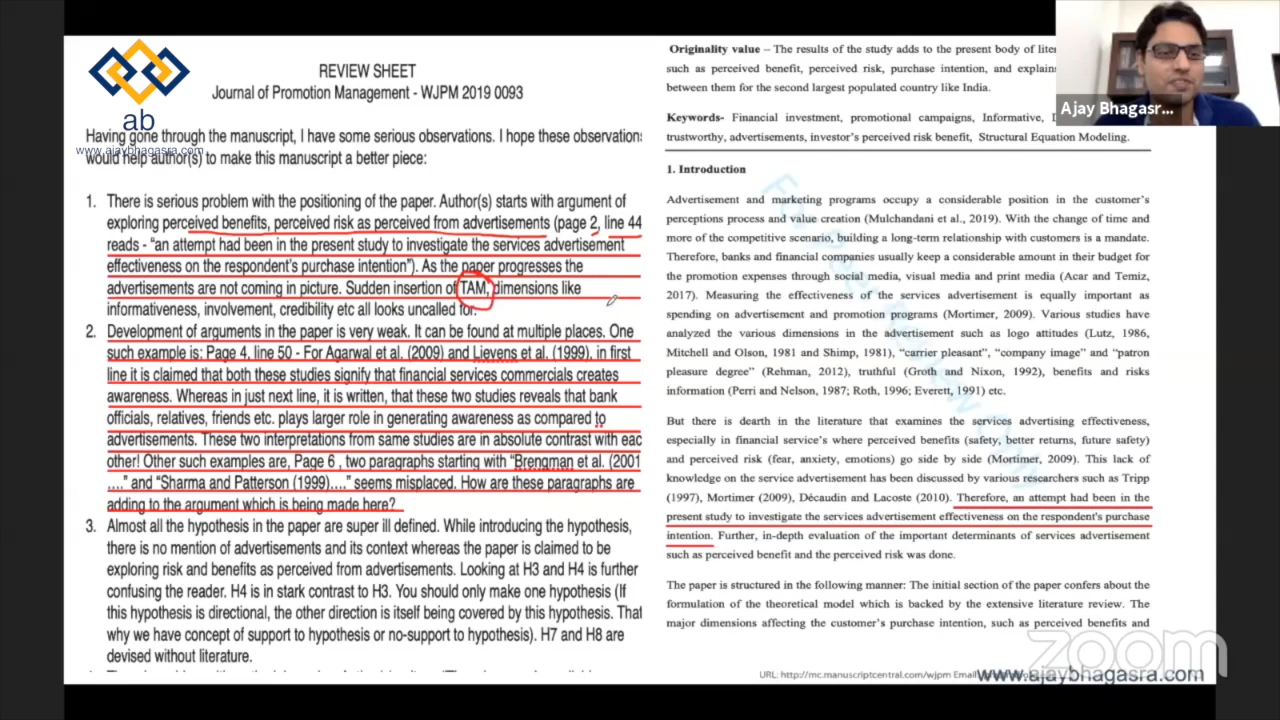 ab
www.ajaybhagasra.com
REVIEW SHEET
Journal of Promotion Management - WJPM 2019 0093
Having gone through the manuscript, I have some serious observations. I hope these observations
would help author(s) to make this manuscript a better piece:
1. There is serious problem with the positioning of the paper. Author(s) starts with argument of
exploring perceived benefits, perceived risk as perceived from advertisements (page 2, line 44
reads - “an attempt had been in the present study to investigate the services advertisement
effectiveness on the respondent’s purchase intention”). As the paper progresses the
advertisements are not coming in picture. Sudden insertion of TAM, dimensions like
informativeness, involvement, credibility etc all looks uncalled for.
2. Development of arguments in the paper is very weak. It can be found at multiple places. One
such example is: Page 4, line 50 - For Agarwal et al. (2009) and Lievens et al. (1999), in first
line it is claimed that both these studies signify that financial services commercials creates
awareness. Whereas in just next line, it is written, that these two studies reveals that bank
officials, relatives, friends etc. plays larger role in generating awareness as compared to
advertisements. These two interpretations from same studies are in absolute contrast with each
other! Other such examples are, Page 6 , two paragraphs starting with “Brengman et al. (2001
….” and “Sharma and Patterson (1999)….” seems misplaced. How are these paragraphs are
adding to the argument which is being made here?
3. Almost all the hypothesis in the paper are super ill defined. While introducing the hypothesis,
there is no mention of advertisements and its context whereas the paper is claimed to be
exploring risk and benefits as perceived from advertisements. Looking at H3 and H4 is further
confusing the reader. H4 is in stark contrast to H3. You should only make one hypothesis (If
this hypothesis is directional, the other direction is itself being covered by this hypothesis. That
why we have concept of support to hypothesis or no-support to hypothesis). H7 and H8 are
devised without literature.
Originality value – The results of the study adds to the present body of
such as perceived benefit, perceived risk, purchase intention, and
between them for the second largest populated country like India.
Keywords- Financial investment, promotional campaigns, Informative,
trustworthy, advertisements, investor's perceived risk benefit, Structural Equation Modeling.
1. Introduction
Advertisement and marketing programs occupy a considerable position in the customer's
perceptions process and value creation (Mulchandani et al., 2019). With the change of time and
more of the competitive scenario, building a long-term relationship with customers is a mandate.
Therefore, banks and financial companies usually keep a considerable amount in their budget for
the promotion expenses through social media, visual media and print media (Acar and Temiz,
2017). Measuring the effectiveness of the services advertisement is equally important as
spending on advertisement and promotion programs (Mortimer, 2009). Various studies have
analyzed the various dimensions in the advertisement such as logo attitudes (Lutz, 1986,
Mitchell and Olson, 1981 and Shimp, 1981), “carrier pleasant”, “company image” and “patron
pleasure degree” (Rehman, 2012), truthful (Groth and Nixon, 1992), benefits and risks
information (Perri and Nelson, 1987; Roth, 1996; Everett, 1991) etc.
But there is dearth in the literature that examines the services advertising effectiveness,
especially in financial service's where perceived benefits (safety, better returns, future safety)
and perceived risk (fear, anxiety, emotions) go side by side (Mortimer, 2009). This lack of
knowledge on the service advertisement has been discussed by various researchers such as Tripp
(1997), Mortimer (2009), Décaudin and Lacoste (2010). Therefore, an attempt had been in the
present study to investigate the services advertisement effectiveness on the respondent's purchase
intention. Further, in-depth evaluation of the important determinants of services advertisement
such as perceived benefit and the perceived risk was done.
The paper is structured in the following manner: The initial section of the paper confers about the
formulation of the theoretical model which is backed by the extensive literature review. The
major dimensions affecting the customer's purchase intention, such as perceived benefits and
URL: http://mc.manuscriptcentral.com/wjpm Email
Ajay Bhagasr...
zoom
www.ajaybhagasra.com